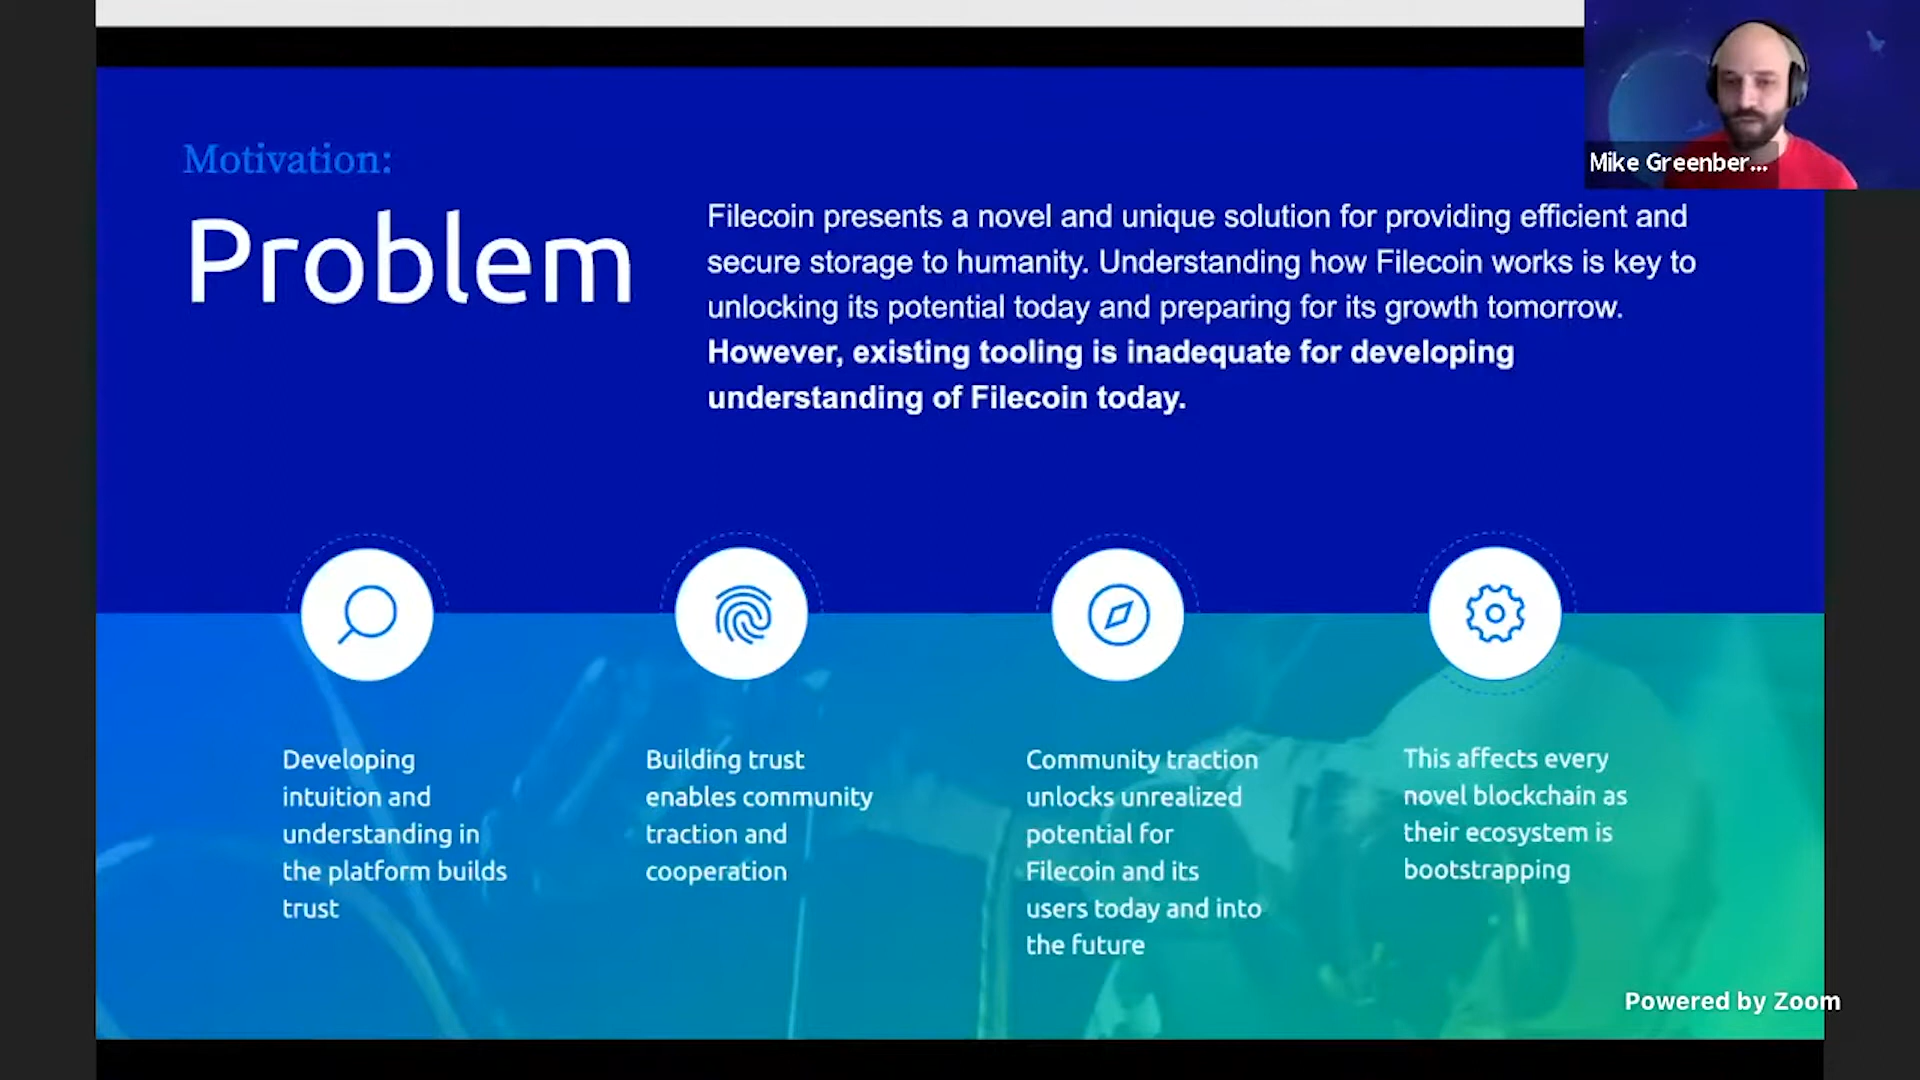 Motivation:
Problem
Filecoin presents a novel and unique solution for providing efficient and
secure storage to humanity. Understanding how Filecoin works is key to
unlocking its potential today and preparing for its growth tomorrow.
However, existing tooling is inadequate for developing
understanding of Filecoin today.
Mike Greenber...
Developing
intuition and
understanding in
the platform builds
trust
Building trust
enables community
traction and
cooperation
Community traction
unlocks unrealized
potential for
Filecoin and its
users today and into
the future
This affects every
novel blockchain as
their ecosystem is
bootstrapping
Powered by Zoom